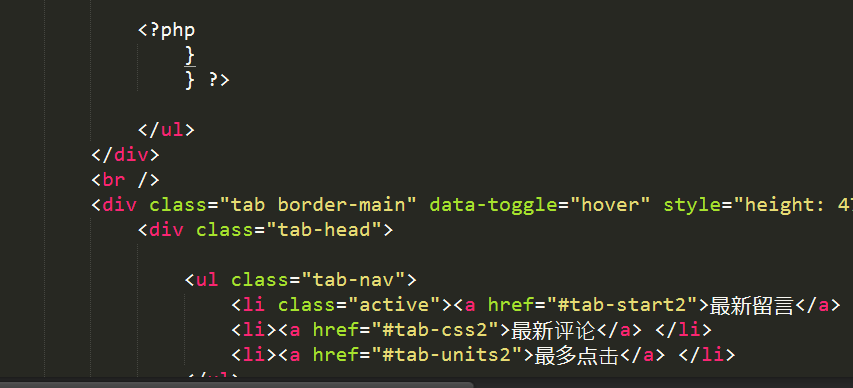 <?php
}
} ?>
</ul>
</div>
<br />
<div class="tab border-main" data-toggle="hover" style="height: 47
<div class="tab-head">
<ul class="tab-nav">
<li class="active"><a href="#tab-start2">最新留言</a>
<li><a href="#tab-css2">最新评论</a> </li>
<li><a href="#tab-units2">最多点击</a> </li>
</ul>